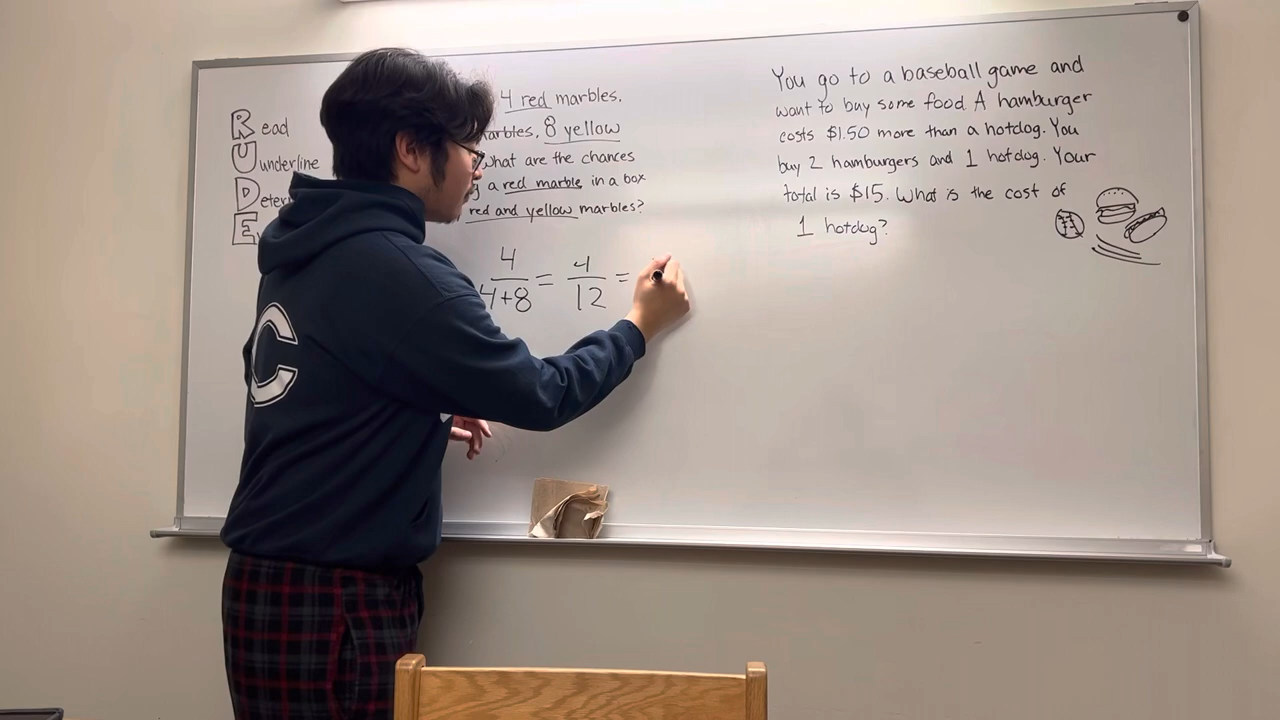 Read
Uunderline
Deter
E
4 red marbles,
arbles, 8 yellow
what are the chances
g a red marble in a box
red and yellow marbles?
4/4+8 = 4/12 =
You go to a baseball game and
want to buy some food A hamburger
costs $1.50 more than a hotdog. You
buy 2 hamburgers and 1 hotdog. Your
total is $15. What is the cost of
1 hotdog?
C